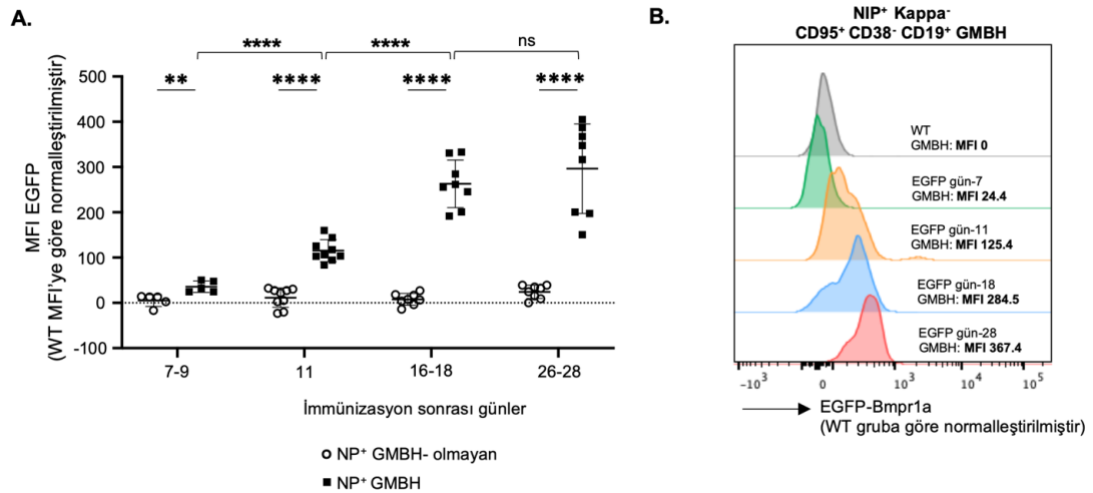 A.
**** **** ns
** **** **** ****
MFI EGFP
(WT MFI'ye göre normalleştirilmiştir)
500
400
300
200
100
0
-100
7-9 11 16-18 26-28
İmmünizasyon sonrası günler
NP⁺ GMBH- olmayan
NP⁺ GMBH
B.
NIP⁺ Kappa⁻
CD95⁺ CD38⁻ CD19⁺ GMBH
WT
GMBH: MFI 0
EGFP gün-7
GMBH: MFI 24.4
EGFP gün-11
GMBH: MFI 125.4
EGFP gün-18
GMBH: MFI 284.5
EGFP gün-28
GMBH: MFI 367.4
-10³ 0 10³ 10⁴ 10⁵
EGFP-Bmpr1a
(WT gruba göre normalleştirilmiştir)